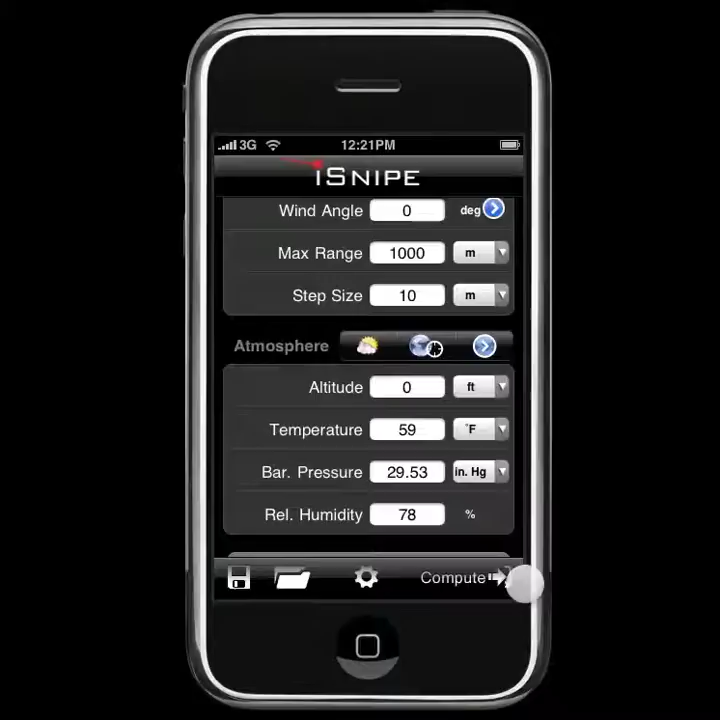 3G 12:21PM
iSNIPE
Wind Angle 0 deg
Max Range 1000 m
Step Size 10 m
Atmosphere
Altitude 0 ft
Temperature 59 °F
Bar. Pressure 29.53 in. Hg
Rel. Humidity 78 %
Compute